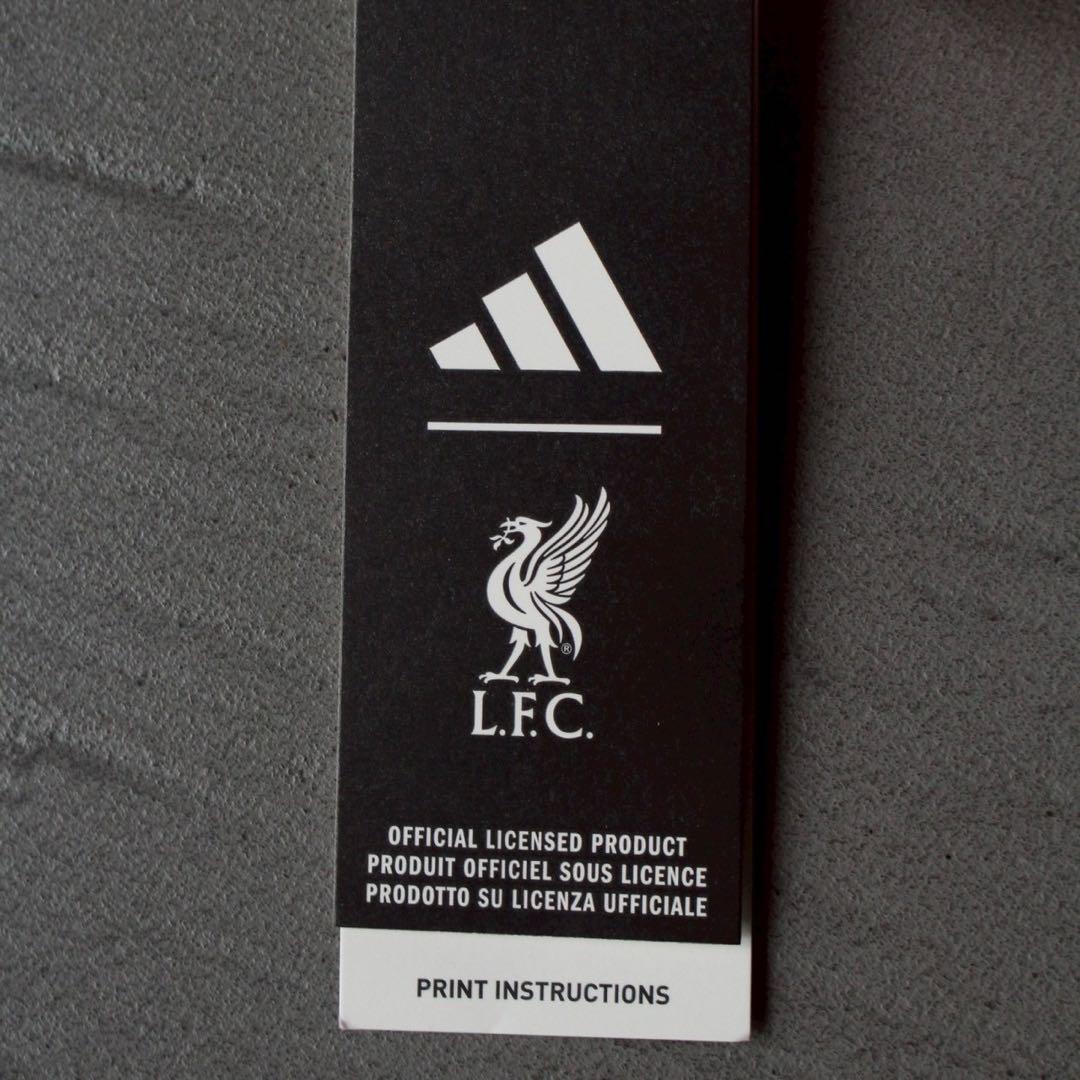 L.F.C.
OFFICIAL LICENSED PRODUCT
PRODUIT OFFICIEL SOUS LICENCE
PRODOTTO SU LICENZA UFFICIALE
PRINT INSTRUCTIONS